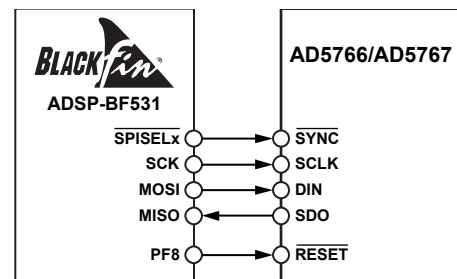 BLACKfin®
ADSP-BF531
AD5766/AD5767
SPISELx SYNC
SCK SCLK
MOSI DIN
MISO SDO
PF8 RESET